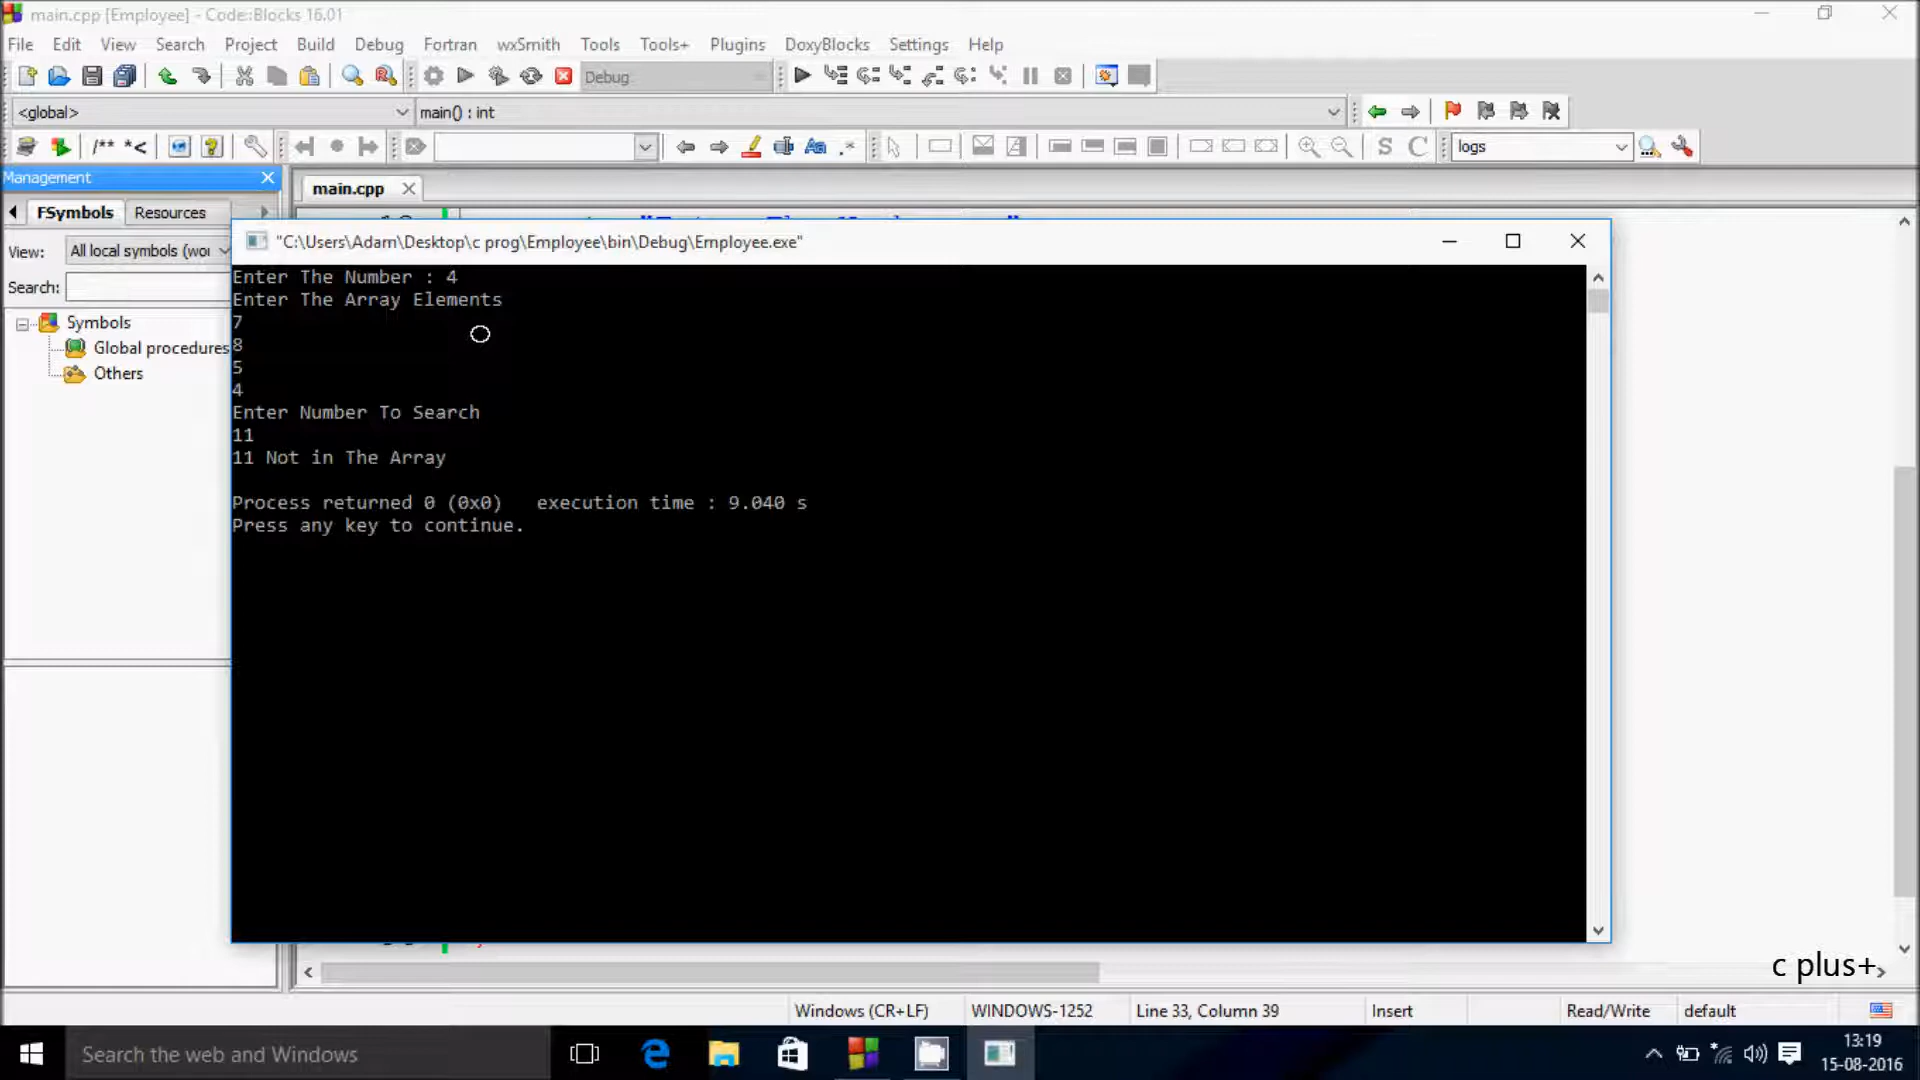 main.cpp [Employee] - Code::Blocks 16.01
File Edit View Search Project Build Debug Fortran wxSmith Tools Tools+ Plugins DoxyBlocks Settings Help
Debug
<global> main() : int
/** *< Aa .* S C logs
Management
main.cpp
FSymbols Resources
"C:\Users\Adam\Desktop\c prog\Employee\bin\Debug\Employee.exe"
View: All local symbols (wor
Search:
Symbols
Global procedures
Others
Enter The Number : 4
Enter The Array Elements
7
8
5
4
Enter Number To Search
11
11 Not in The Array
Process returned 0 (0x0)   execution time : 9.040 s
Press any key to continue.
c plus+
Windows (CR+LF) WINDOWS-1252 Line 33, Column 39 Insert Read/Write default
Search the web and Windows
13:19
15-08-2016